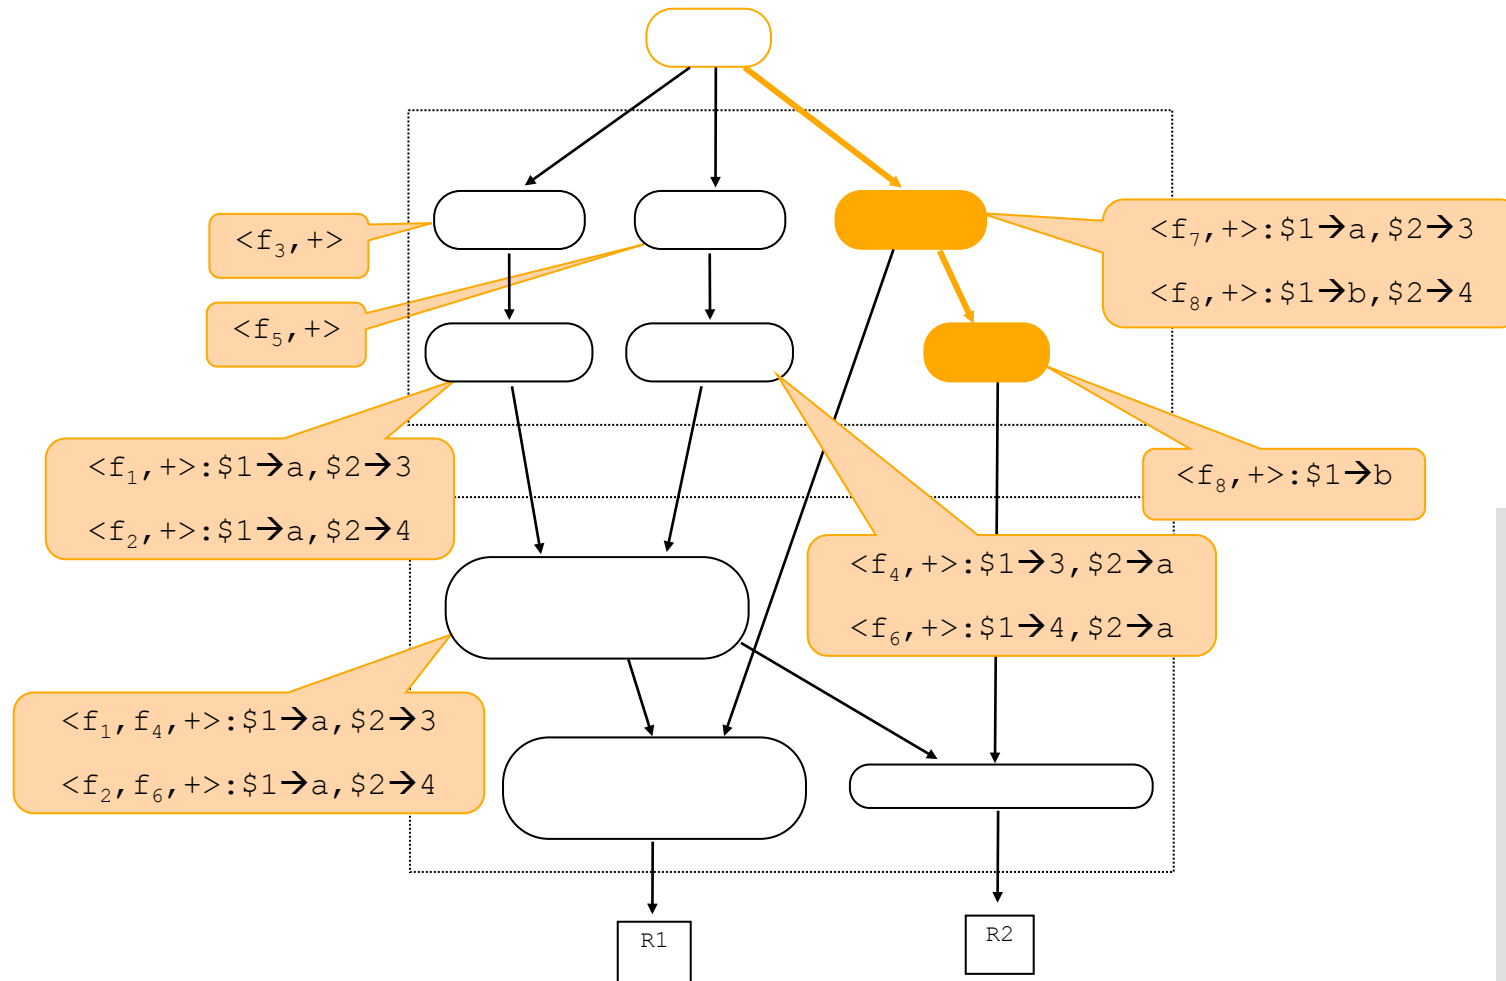 <f₃,+>
<f₇,+>:$1→a,$2→3
<f₈,+>:$1→b,$2→4
<f₅,+>
<f₁,+>:$1→a,$2→3
<f₂,+>:$1→a,$2→4
<f₈,+>:$1→b
<f₄,+>:$1→3,$2→a
<f₆,+>:$1→4,$2→a
<f₁,f₄,+>:$1→a,$2→3
<f₂,f₆,+>:$1→a,$2→4
R1
R2